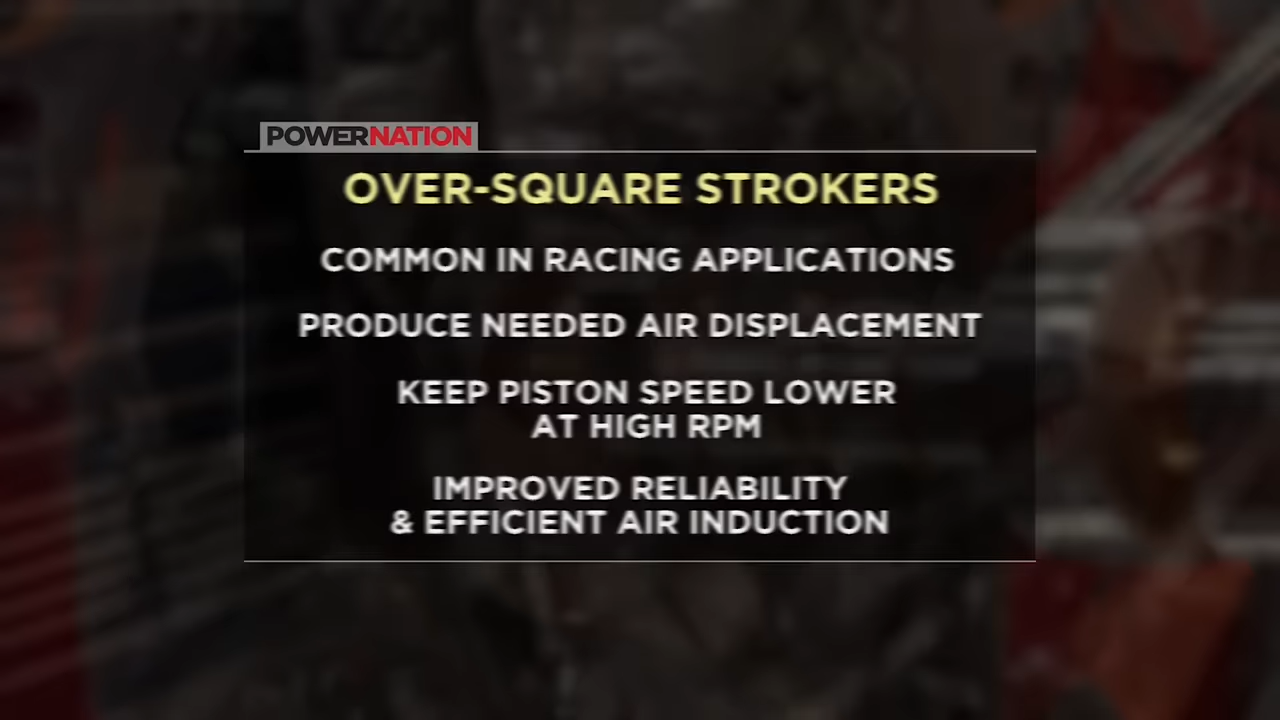 POWERNATION
OVER-SQUARE STROKERS
COMMON IN RACING APPLICATIONS
PRODUCE NEEDED AIR DISPLACEMENT
KEEP PISTON SPEED LOWER
AT HIGH RPM
IMPROVED RELIABILITY
& EFFICIENT AIR INDUCTION